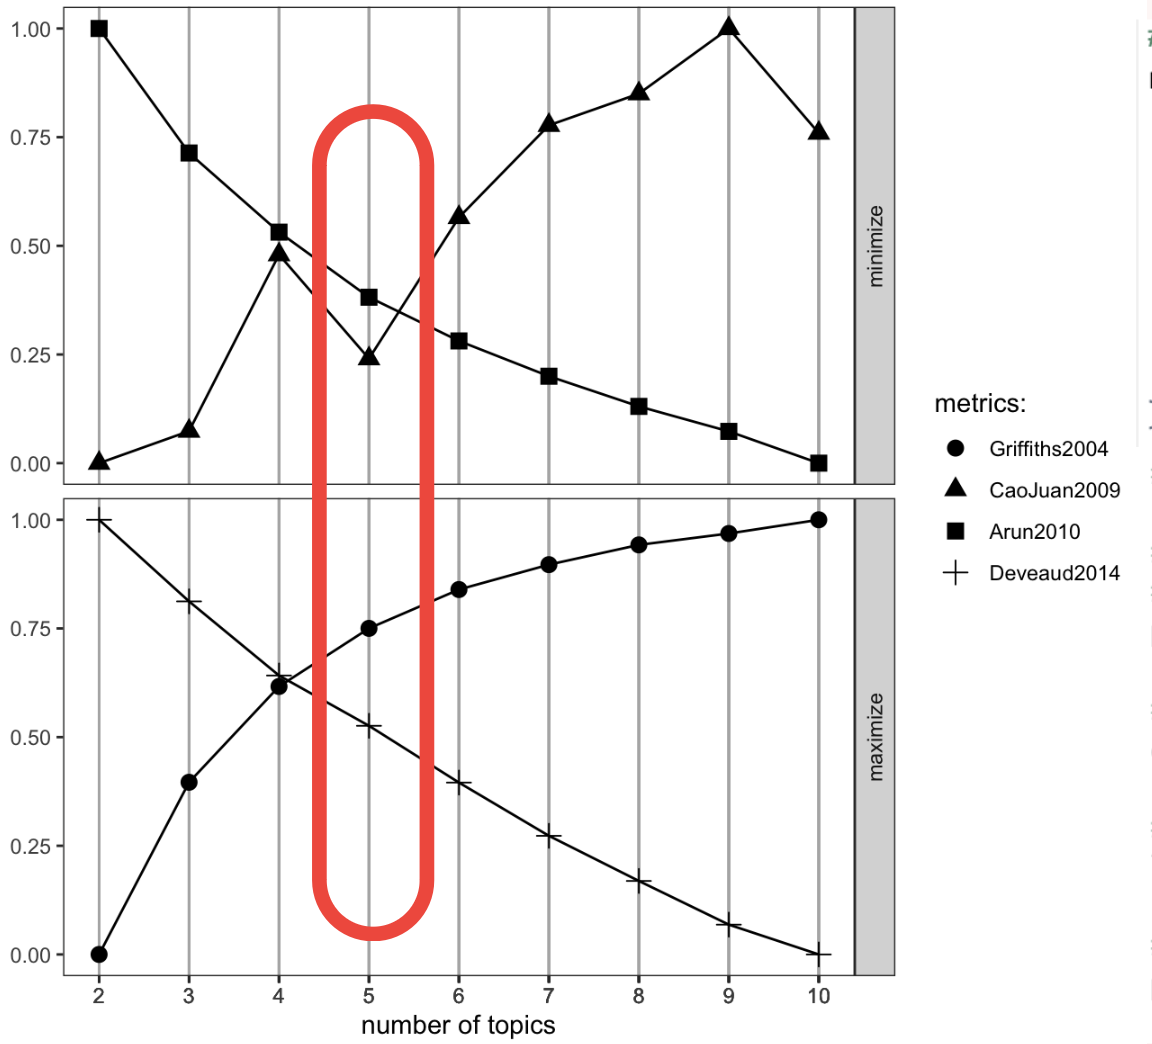 1.00
0.75
0.50
0.25
0.00
minimize
1.00
0.75
0.50
0.25
0.00
maximize
2 3 4 5 6 7 8 9 10
number of topics
metrics:
Griffiths2004
CaoJuan2009
Arun2010
Deveaud2014